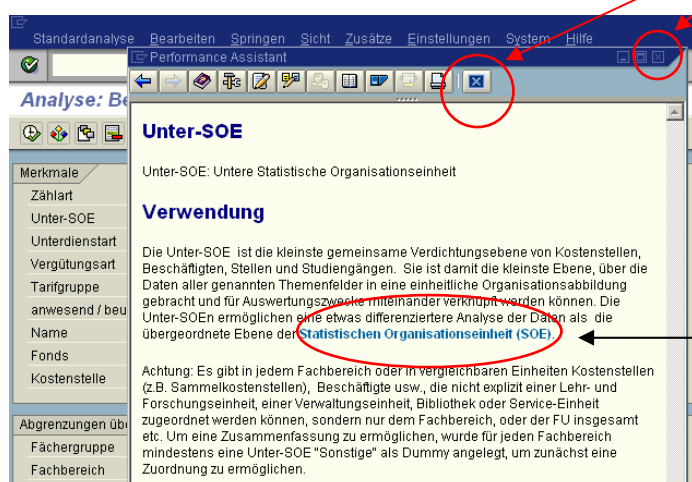 Standardanalyse Bearbeiten Springen Sicht Zusätze Einstellungen System Hilfe
Performance Assistant
Analyse: Be
Merkmale
Zählart
Unter-SOE
Unterdienstart
Vergütungsart
Tarifgruppe
anwesend / beu
Name
Fonds
Kostenstelle
Abgrenzungen übe
Fächergruppe
Fachbereich
Unter-SOE
Unter-SOE: Untere Statistische Organisationseinheit
Verwendung
Die Unter-SOE ist die kleinste gemeinsame Verdichtungsebene von Kostenstellen,
Beschäftigten, Stellen und Studiengängen. Sie ist damit die kleinste Ebene, über die
Daten aller genannten Themenfelder in eine einheitliche Organisationsabbildung
gebracht und für Auswertungszwecke miteinander verknüpft werden können. Die
Unter-SOEn ermöglichen eine etwas differenziertere Analyse der Daten als die
übergeordnete Ebene der Statistischen Organisationseinheit (SOE).
Achtung: Es gibt in jedem Fachbereich oder in vergleichbaren Einheiten Kostenstellen
(z.B. Sammelkostenstellen), Beschäftigte usw., die nicht explizit einer Lehr- und
Forschungseinheit, einer Verwaltungseinheit, Bibliothek oder Service-Einheit
zugeordnet werden können, sondern nur dem Fachbereich, oder der FU insgesamt
etc. Um eine Zusammenfassung zu ermöglichen, wurde für jeden Fachbereich
mindestens eine Unter-SOE "Sonstige" als Dummy angelegt, um zunächst eine
Zuordnung zu ermöglichen.